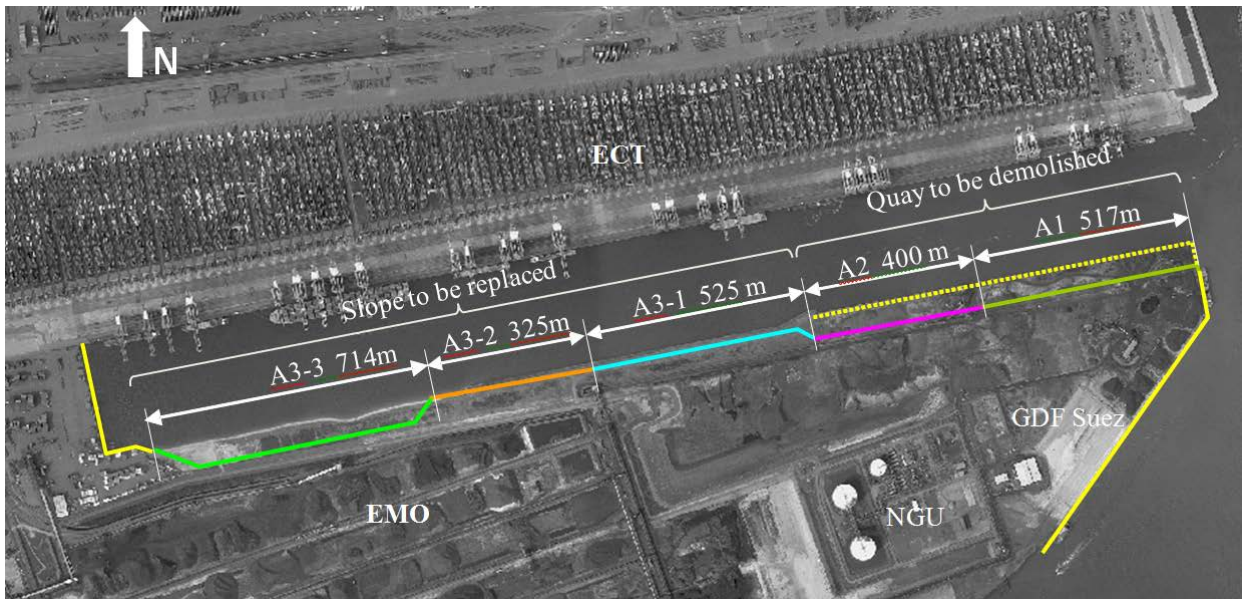 N
ECT
Quay to be demolished
A1 517m
A2 400 m
Slope to be replaced
A3-1 525 m
A3-2 325m
A3-3 714m
GDF Suez
EMO
NGU